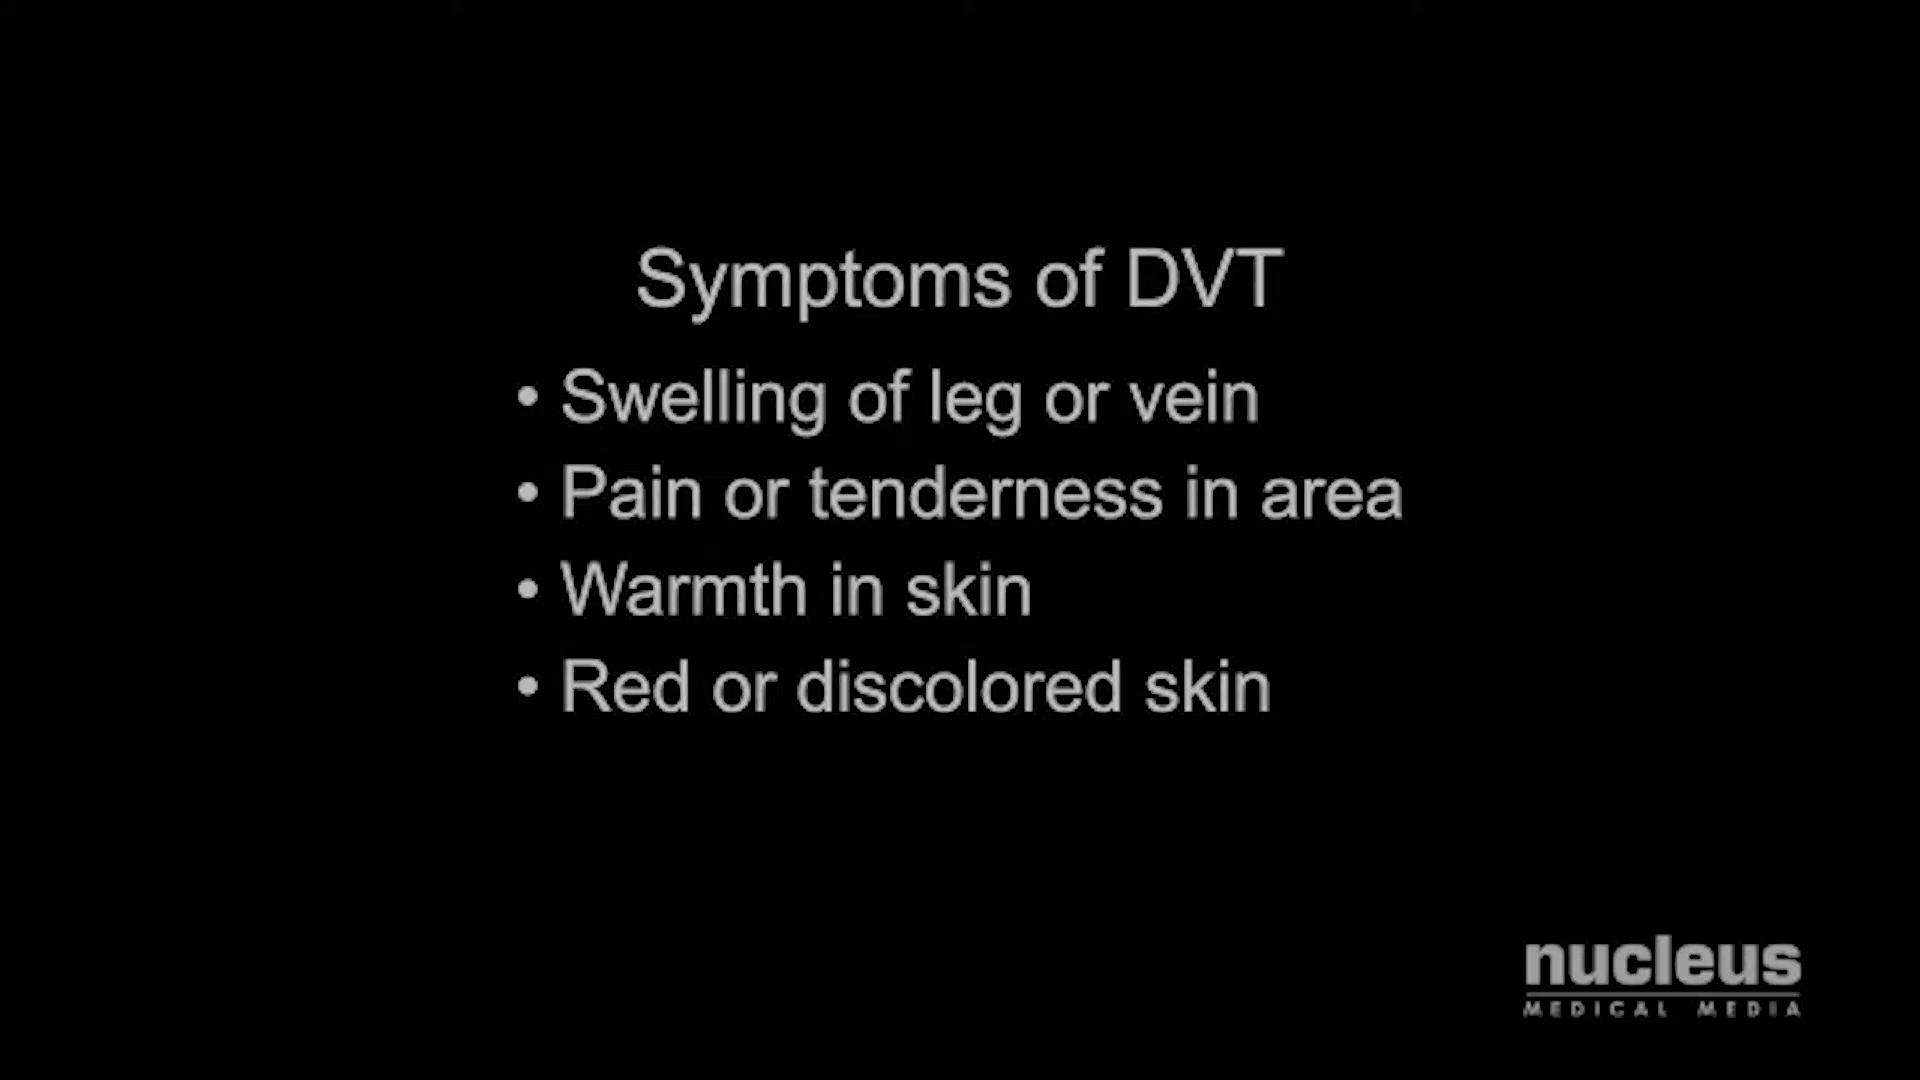 Symptoms of DVT
• Swelling of leg or vein
• Pain or tenderness in area
• Warmth in skin
• Red or discolored skin
nucleus
MEDICAL MEDIA